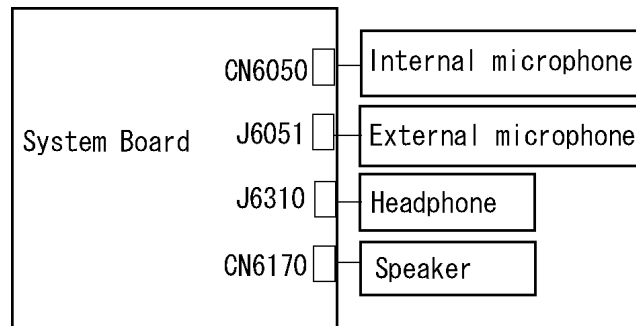 CN6050
Internal microphone
System Board
J6051
External microphone
J6310
Headphone
CN6170
Speaker